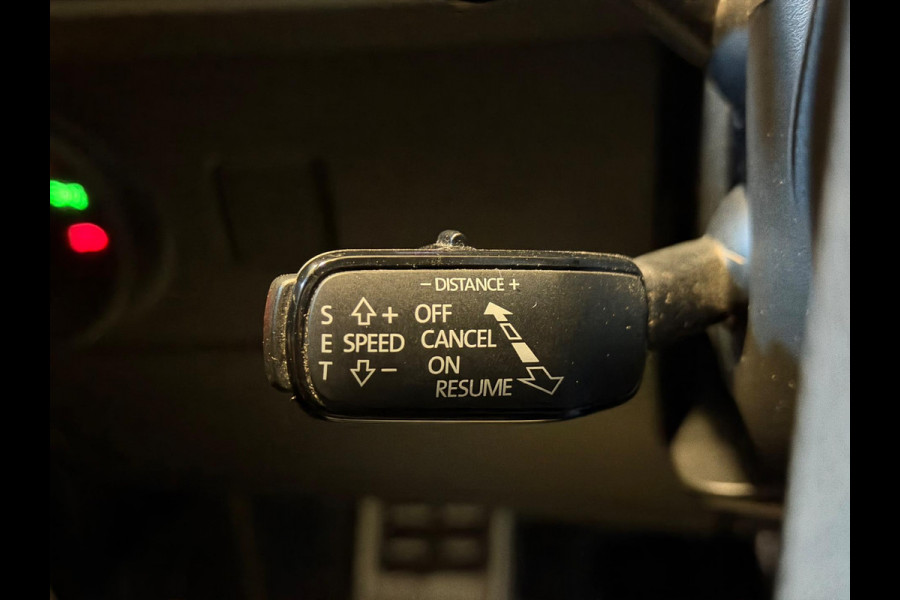 − DISTANCE +
S + OFF
E SPEED CANCEL
T − ON
RESUME